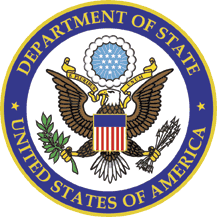 DEPARTMENT OF STATE
UNITED STATES OF AMERICA